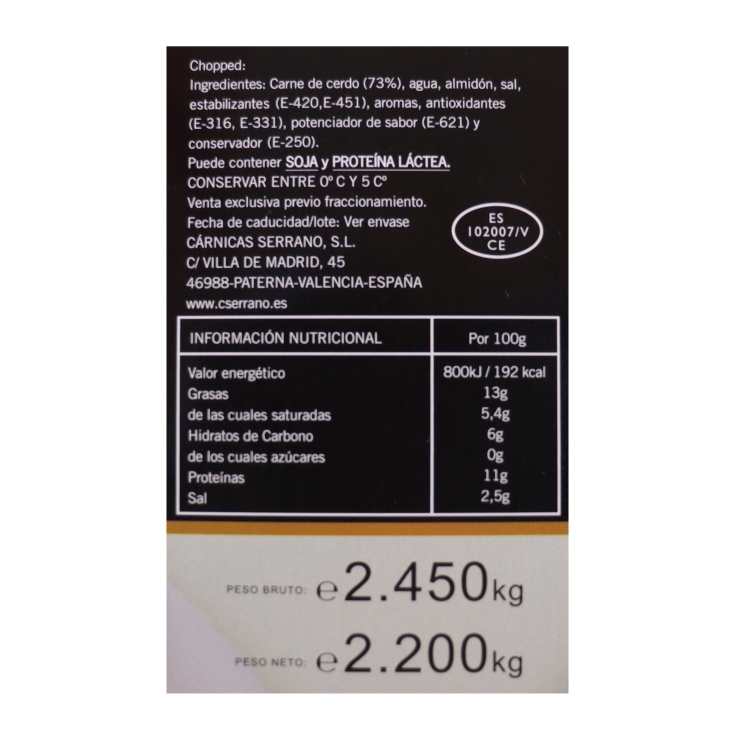 Chopped:
Ingredientes: Carne de cerdo (73%), agua, almidón, sal,
estabilizantes (E-420,E-451), aromas, antioxidantes
(E-316, E-331), potenciador de sabor (E-621) y
conservador (E-250).
Puede contener SOJA y PROTEÍNA LÁCTEA.
CONSERVAR ENTRE 0º C Y 5 Cº
Venta exclusiva previo fraccionamiento.
Fecha de caducidad/lote: Ver envase
CÁRNICAS SERRANO, S.L.
C/ VILLA DE MADRID, 45
46988-PATERNA-VALENCIA-ESPAÑA
www.cserrano.es
ES
102007/V
CE
INFORMACIÓN NUTRICIONAL Por 100g
Valor energético 800kJ / 192 kcal
Grasas 13g
de las cuales saturadas 5,4g
Hidratos de Carbono 6g
de los cuales azúcares 0g
Proteínas 11g
Sal 2,5g
PESO BRUTO: ℮2.450kg
PESO NETO: ℮2.200kg